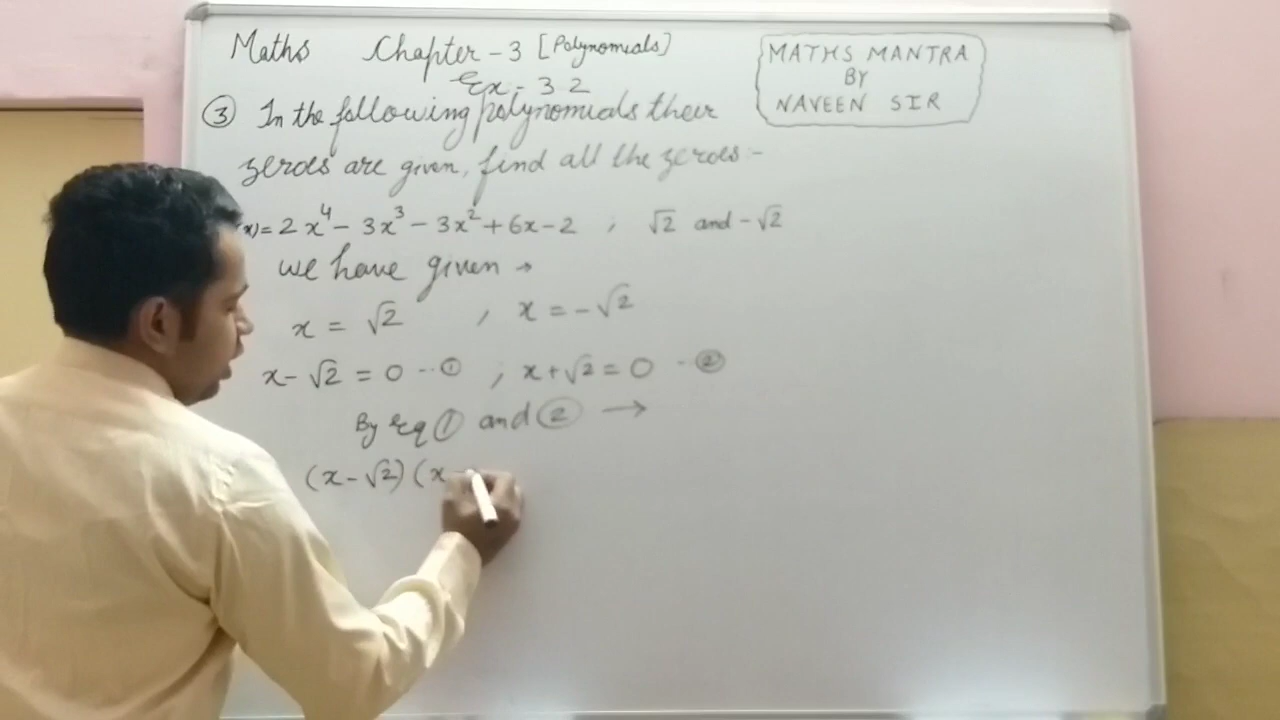 Maths Chapter - 3 [Polynomials]
Ex - 3.2
MATHS MANTRA
BY
NAVEEN SIR
③ In the following polynomials their
zeroes are given, find all the zeroes :-
x) = 2x⁴ - 3x³ - 3x² + 6x - 2 ; √2 and -√2
we have given →
x = √2 , x = -√2
x - √2 = 0 -- ① , x + √2 = 0 -- ②
By Eq ① and ② →
(x - √2) (x